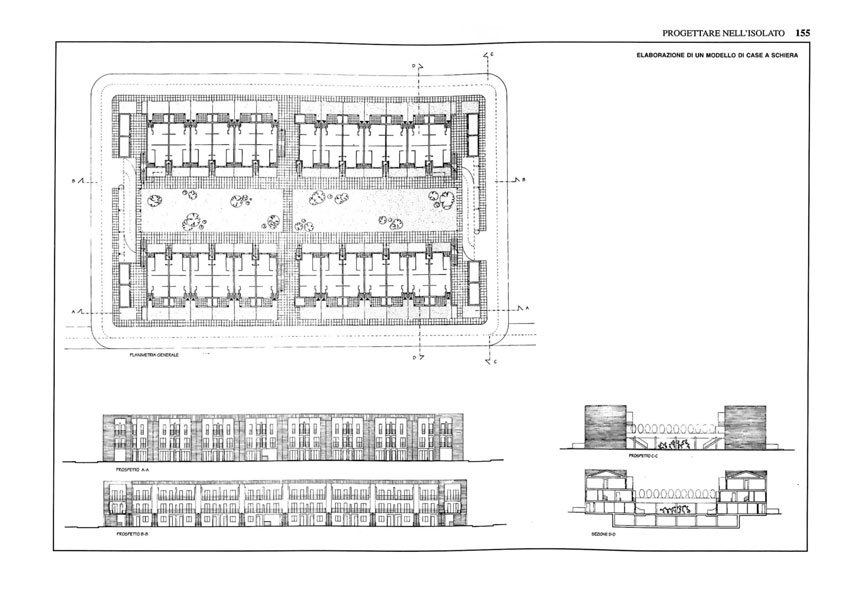 PROGETTARE NELL'ISOLATO 155
ELABORAZIONE DI UN MODELLO DI CASE A SCHIERA
D C
B B
A A
D C
PLANIMETRIA GENERALE
PROSPETTO A-A
PROSPETTO C-C
PROSPETTO B-B
SEZIONE D-D